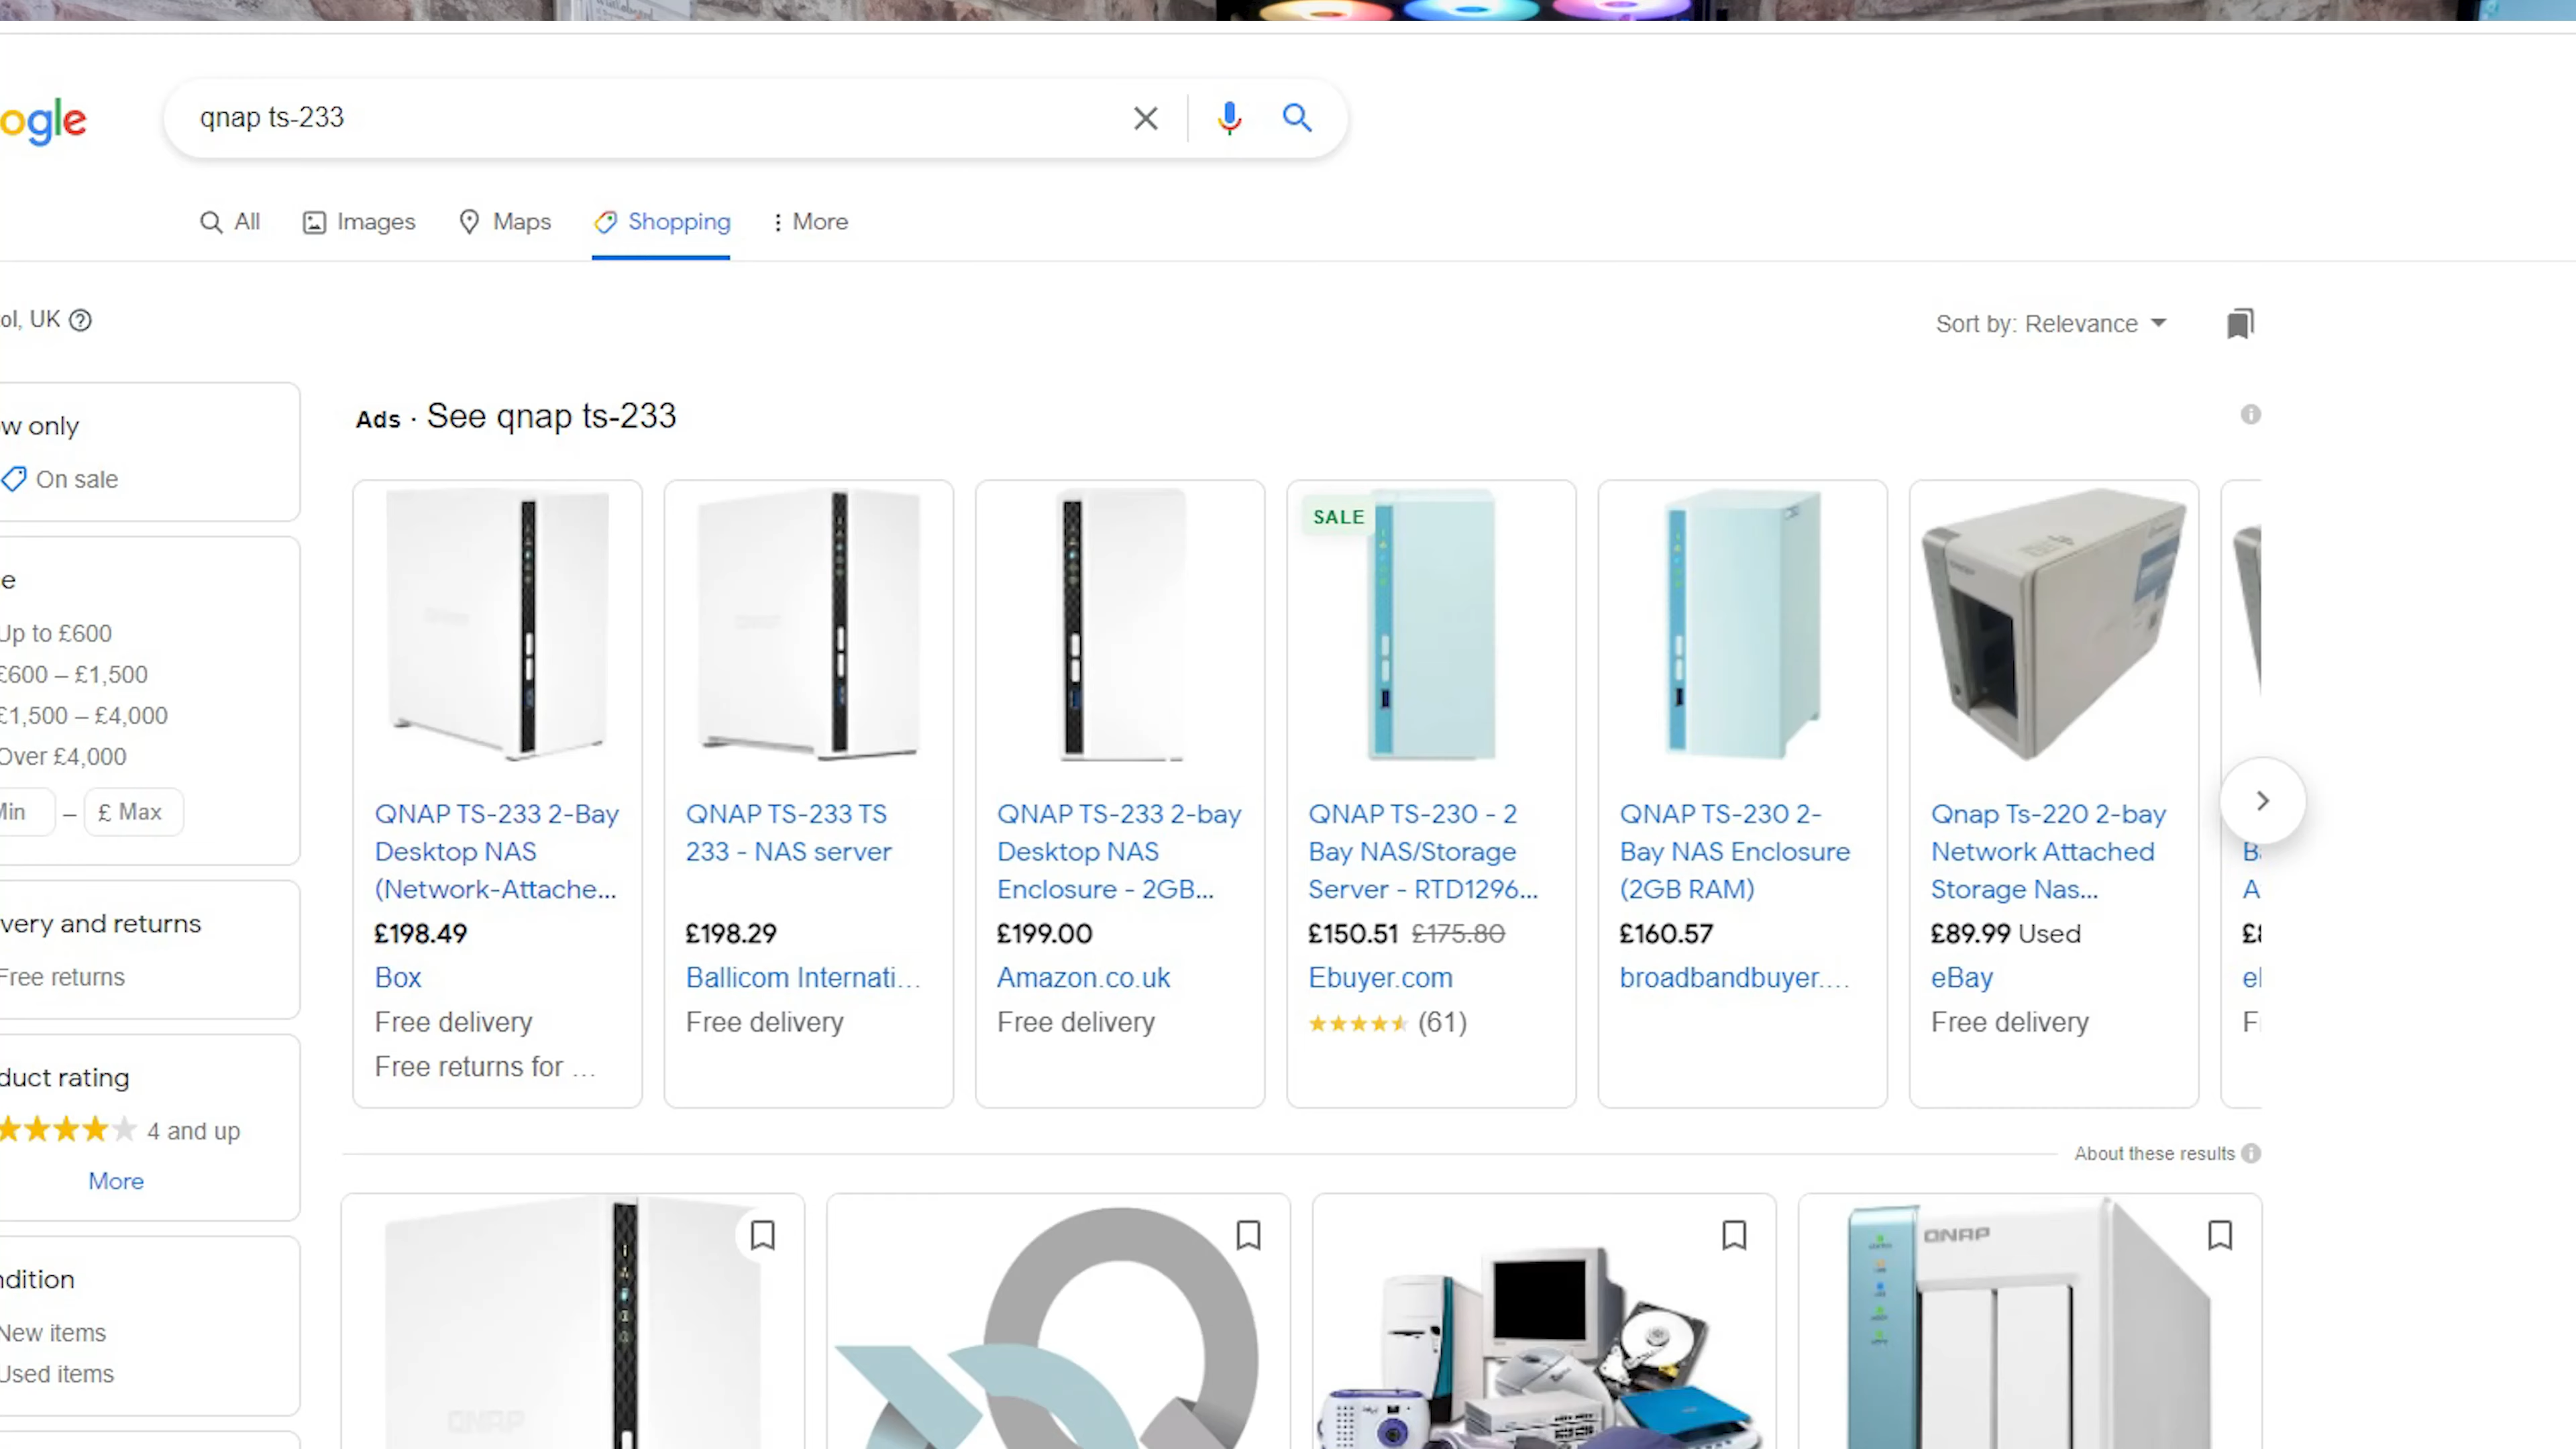 ogle
qnap ts-233
All
Images
Maps
Shopping
More
ol, UK
Sort by: Relevance
w only
On sale
e
Up to £600
£600 – £1,500
£1,500 – £4,000
Over £4,000
Min – £ Max
very and returns
Free returns
duct rating
4 and up
More
ndition
New items
Used items
Ads · See qnap ts-233
QNAP TS-233 2-Bay
Desktop NAS
(Network-Attache...
£198.49
Box
Free delivery
Free returns for ...
QNAP TS-233 TS
233 - NAS server
£198.29
Ballicom Internati...
Free delivery
QNAP TS-233 2-bay
Desktop NAS
Enclosure - 2GB...
£199.00
Amazon.co.uk
Free delivery
SALE
QNAP TS-230 - 2
Bay NAS/Storage
Server - RTD1296...
£150.51 £175.80
Ebuyer.com
(61)
QNAP TS-230 2-
Bay NAS Enclosure
(2GB RAM)
£160.57
broadbandbuyer....
Qnap Ts-220 2-bay
Network Attached
Storage Nas...
£89.99 Used
eBay
Free delivery
About these results
QNAP
QNAP